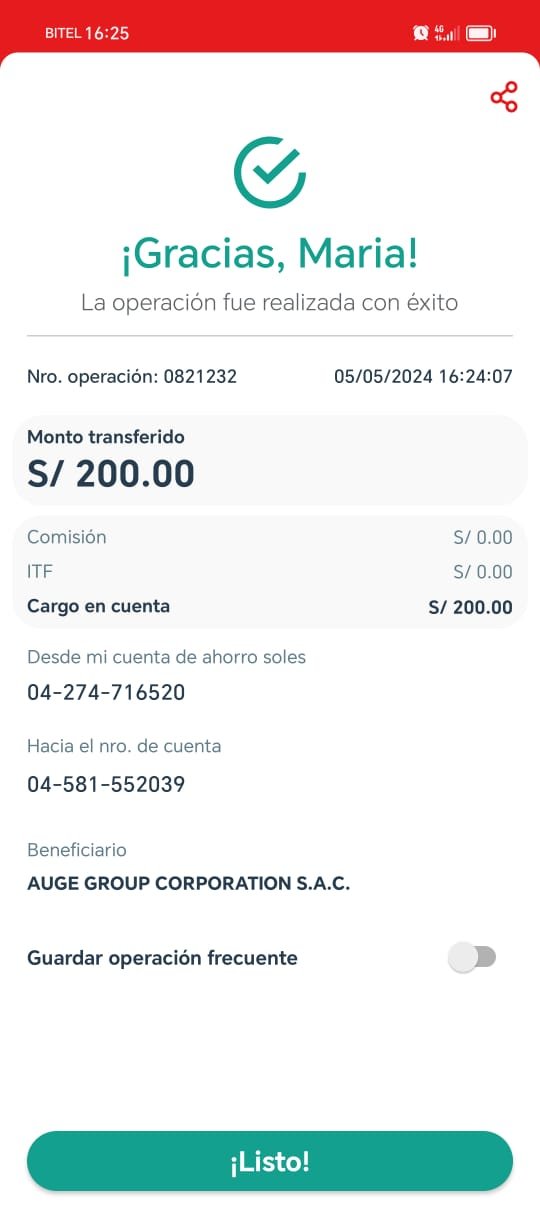 BITEL 16:25
4G
¡Gracias, Maria!
La operación fue realizada con éxito
Nro. operación: 0821232 05/05/2024 16:24:07
Monto transferido
S/ 200.00
Comisión S/ 0.00
ITF S/ 0.00
Cargo en cuenta S/ 200.00
Desde mi cuenta de ahorro soles
04-274-716520
Hacia el nro. de cuenta
04-581-552039
Beneficiario
AUGE GROUP CORPORATION S.A.C.
Guardar operación frecuente
¡Listo!